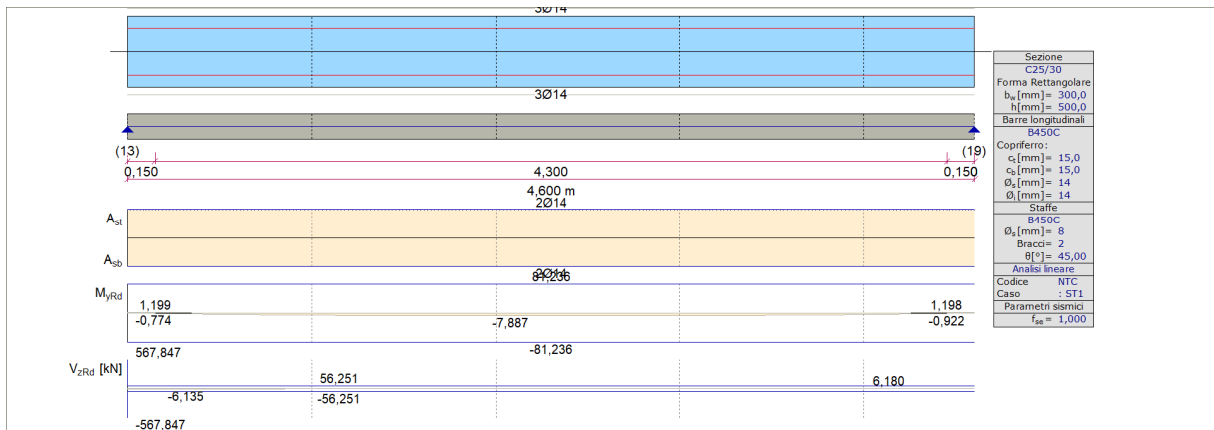 3Ø14
3Ø14
(13)
(19)
0,150
4,300
0,150
4,600 m
2Ø14
Ast
Asb
2Ø14
81,236
MyRd
1,199
1,198
-0,774
-7,887
-0,922
567,847
-81,236
VzRd [kN]
56,251
6,180
-6,135
-56,251
-567,847
Sezione
C25/30
Forma Rettangolare
bw[mm]= 300,0
h[mm]= 500,0
Barre longitudinali
B450C
Copriferro:
ct[mm]= 15,0
cb[mm]= 15,0
Øs[mm]= 14
Øi[mm]= 14
Staffe
B450C
Øs[mm]= 8
Bracci= 2
θ[º]= 45,00
Analisi lineare
Codice NTC
Caso : ST1
Parametri sismici
fse= 1,000